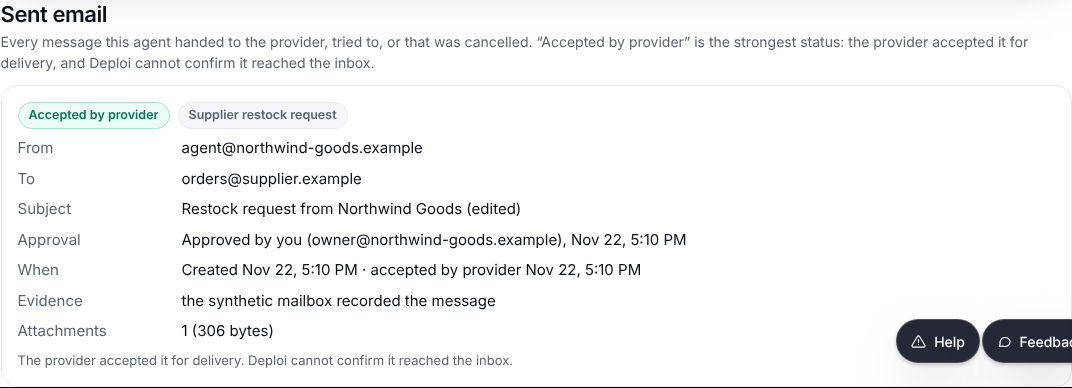 Sent email
Every message this agent handed to the provider, tried to, or that was cancelled. “Accepted by provider” is the strongest status: the provider accepted it for
delivery, and Deploi cannot confirm it reached the inbox.
Accepted by provider Supplier restock request
From agent@northwind-goods.example
To orders@supplier.example
Subject Restock request from Northwind Goods (edited)
Approval Approved by you (owner@northwind-goods.example), Nov 22, 5:10 PM
When Created Nov 22, 5:10 PM · accepted by provider Nov 22, 5:10 PM
Evidence the synthetic mailbox recorded the message
Attachments 1 (306 bytes)
Help Feedbac
The provider accepted it for delivery. Deploi cannot confirm it reached the inbox.